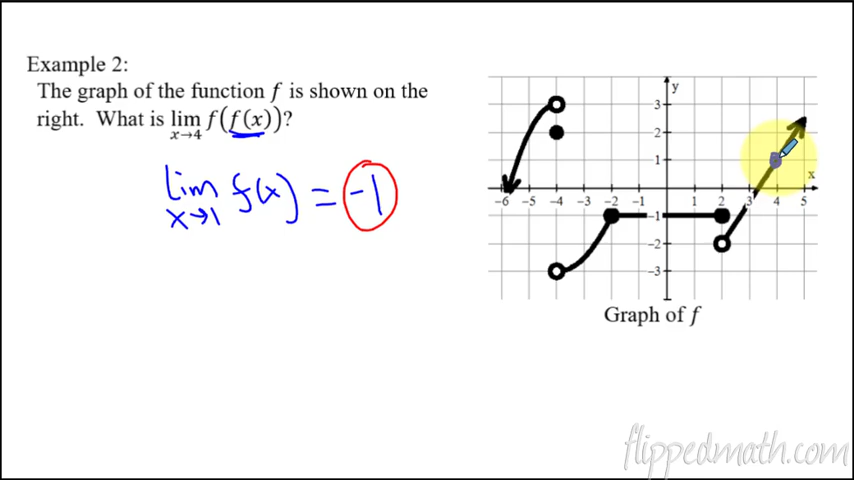 Example 2:
The graph of the function f is shown on the
right. What is lim f(f(x))?
x→4
lim f(x) = -1
x→1
y
3
2
1
x
-6 -5 -4 -3 -2 -1 1 2 3 4 5
-1
-2
-3
Graph of f
flippedmath.com